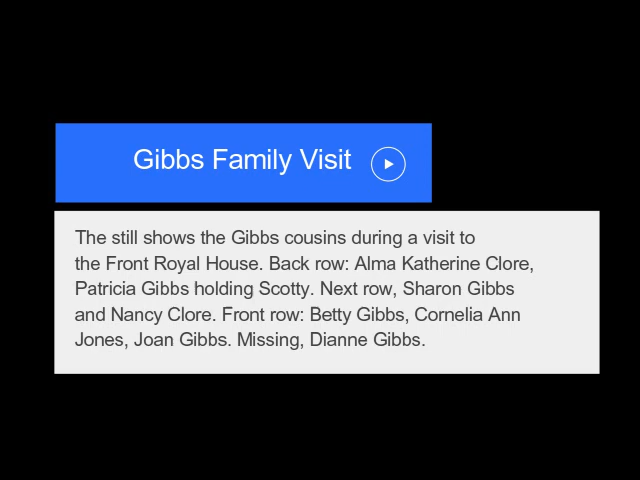 Gibbs Family Visit
The still shows the Gibbs cousins during a visit to
the Front Royal House. Back row: Alma Katherine Clore,
Patricia Gibbs holding Scotty. Next row, Sharon Gibbs
and Nancy Clore. Front row: Betty Gibbs, Cornelia Ann
Jones, Joan Gibbs. Missing, Dianne Gibbs.